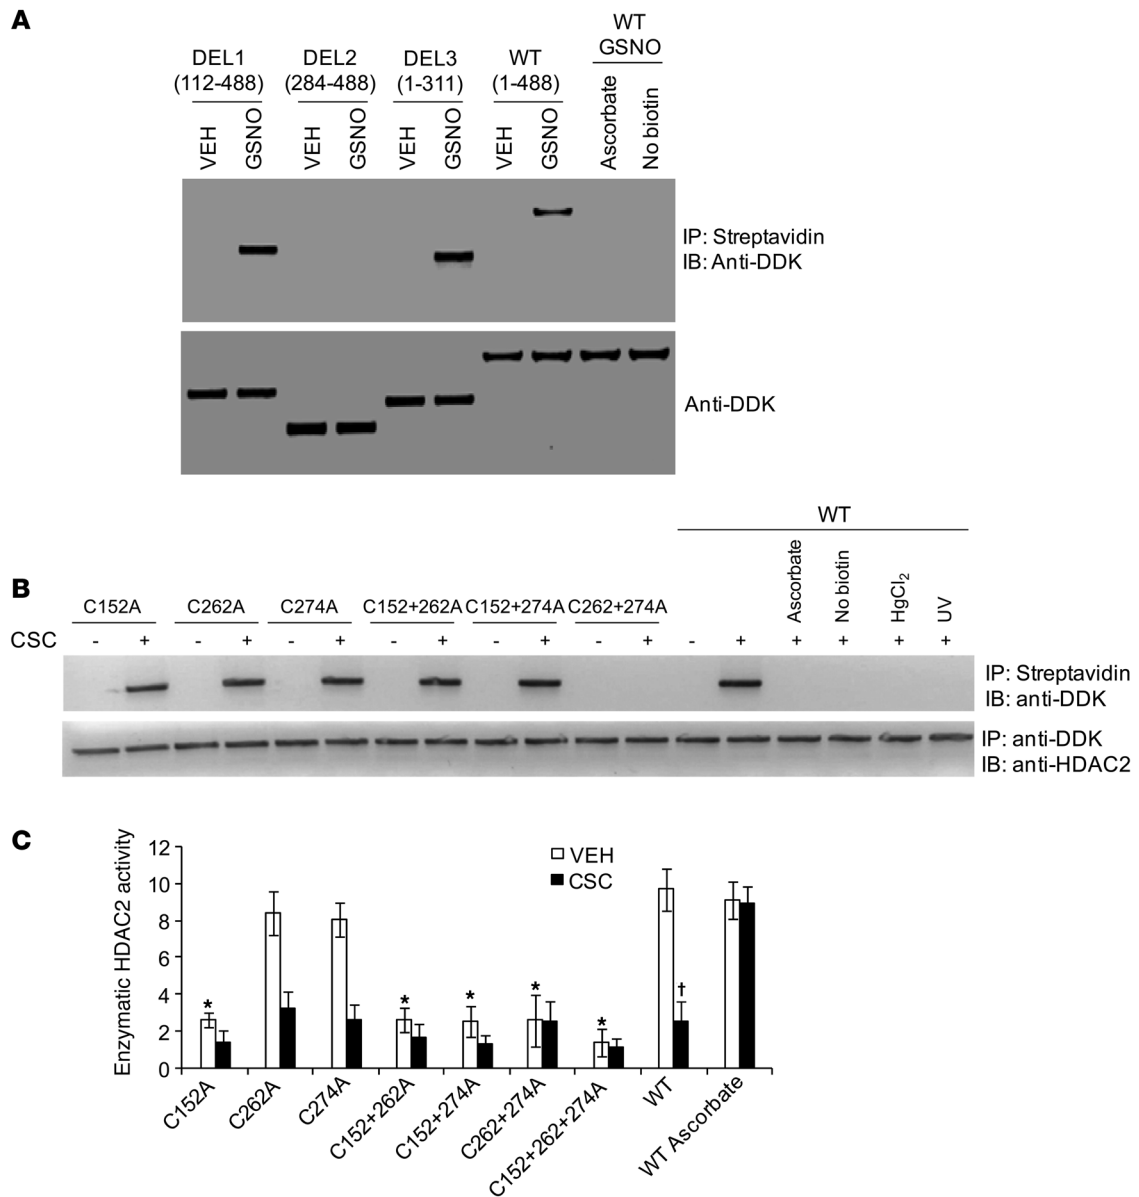 A
WT
GSNO
DEL1
(112-488)
DEL2
(284-488)
DEL3
(1-311)
WT
(1-488)
VEH
GSNO
VEH
GSNO
VEH
GSNO
VEH
GSNO
Ascorbate
No biotin
IP: Streptavidin
IB: Anti-DDK
Anti-DDK
B
WT
C152A
C262A
C274A
C152+262A
C152+274A
C262+274A
Ascorbate
No biotin
HgCl2
UV
CSC - + - + - + - + - + - + - + + + + +
IP: Streptavidin
IB: anti-DDK
IP: anti-DDK
IB: anti-HDAC2
C
Enzymatic HDAC2 activity
12
10
8
6
4
2
0
VEH
CSC
*
*
*
*
*
†
C152A
C262A
C274A
C152+262A
C152+274A
C262+274A
C152+262+274A
WT
WT Ascorbate